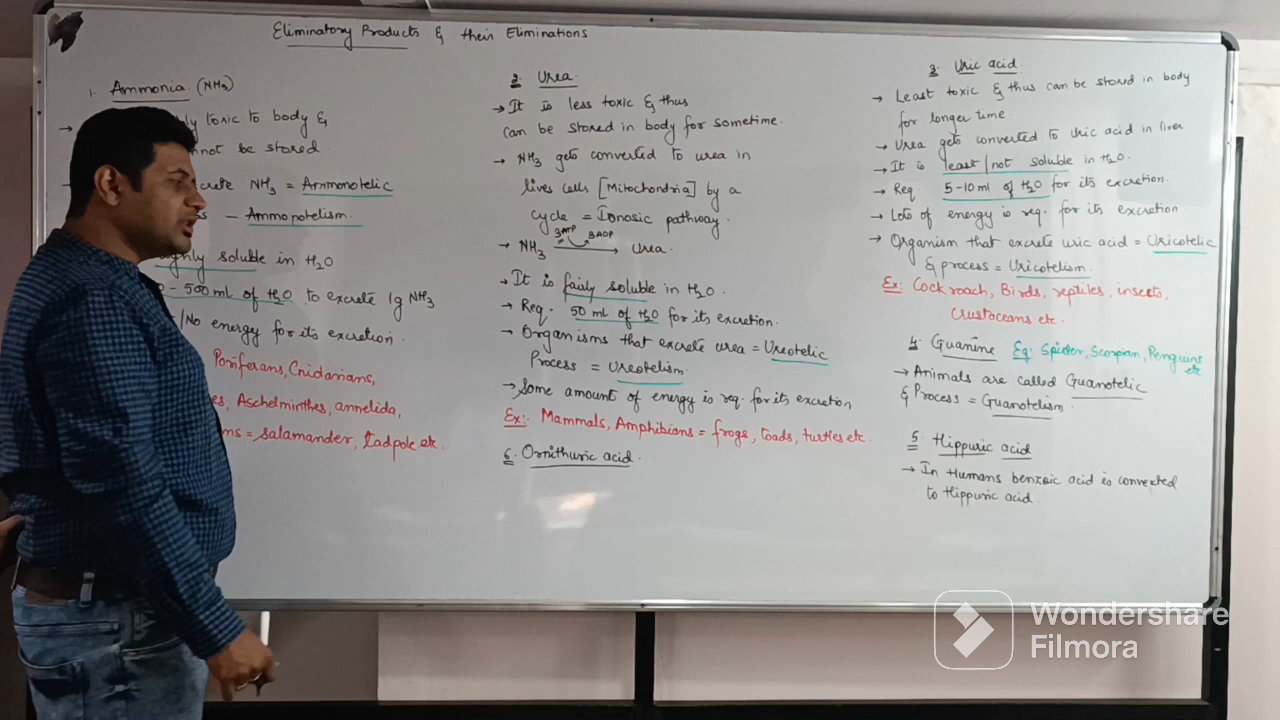 Eliminatory Products & their Eliminations
1. Ammonia (NH3)
→ toxic to body &
not be stored.
NH3 = Ammonotelic
– Ammonotelism.
soluble in H2O
– 500ml of H2O to excrete 1g NH3
/No energy for its excretion.
Poriferans, Cnidarians,
Aschelminthes, annelida,
= Salamander, tadpole etc.
2. Urea
→ It is less toxic & thus
can be stored in body for sometime.
→ NH3 gets converted to urea in
lives cells [Mitochondria] by a
cycle = Ionosic pathway.
3ATP 3ADP
→ NH3 → Urea.
→ It is fairly soluble in H2O.
→ Req. 50 ml of H2O for its excretion.
→ Organisms that excrete urea = Ureotelic
Process = Ureotelism.
→ Some amount of energy is req. for its excretion
Ex:- Mammals, Amphibians = frogs, toads, turtles etc.
6. Ornithuric acid.
3. Uric acid.
→ Least toxic & thus can be stored in body
for longer time.
→ Urea gets converted to Uric acid in liver
→ It is least/not soluble in H2O.
→ Req 5-10 ml of H2O for its excretion.
→ Lots of energy is req. for its excretion
→ Organism that excrete uric acid = Uricotelic
& process = Uricotelism.
Ex: Cockroach, Birds, reptiles, insects,
Crustaceans etc.
4. Guanine Eg: Spider, Scorpian, Penguins
etc
→ Animals are called Guanotelic
& Process = Guanotelism.
5 Hippuric acid
→ In Humans benzoic acid is converted
to Hippuric acid.
Wondershare
Filmora